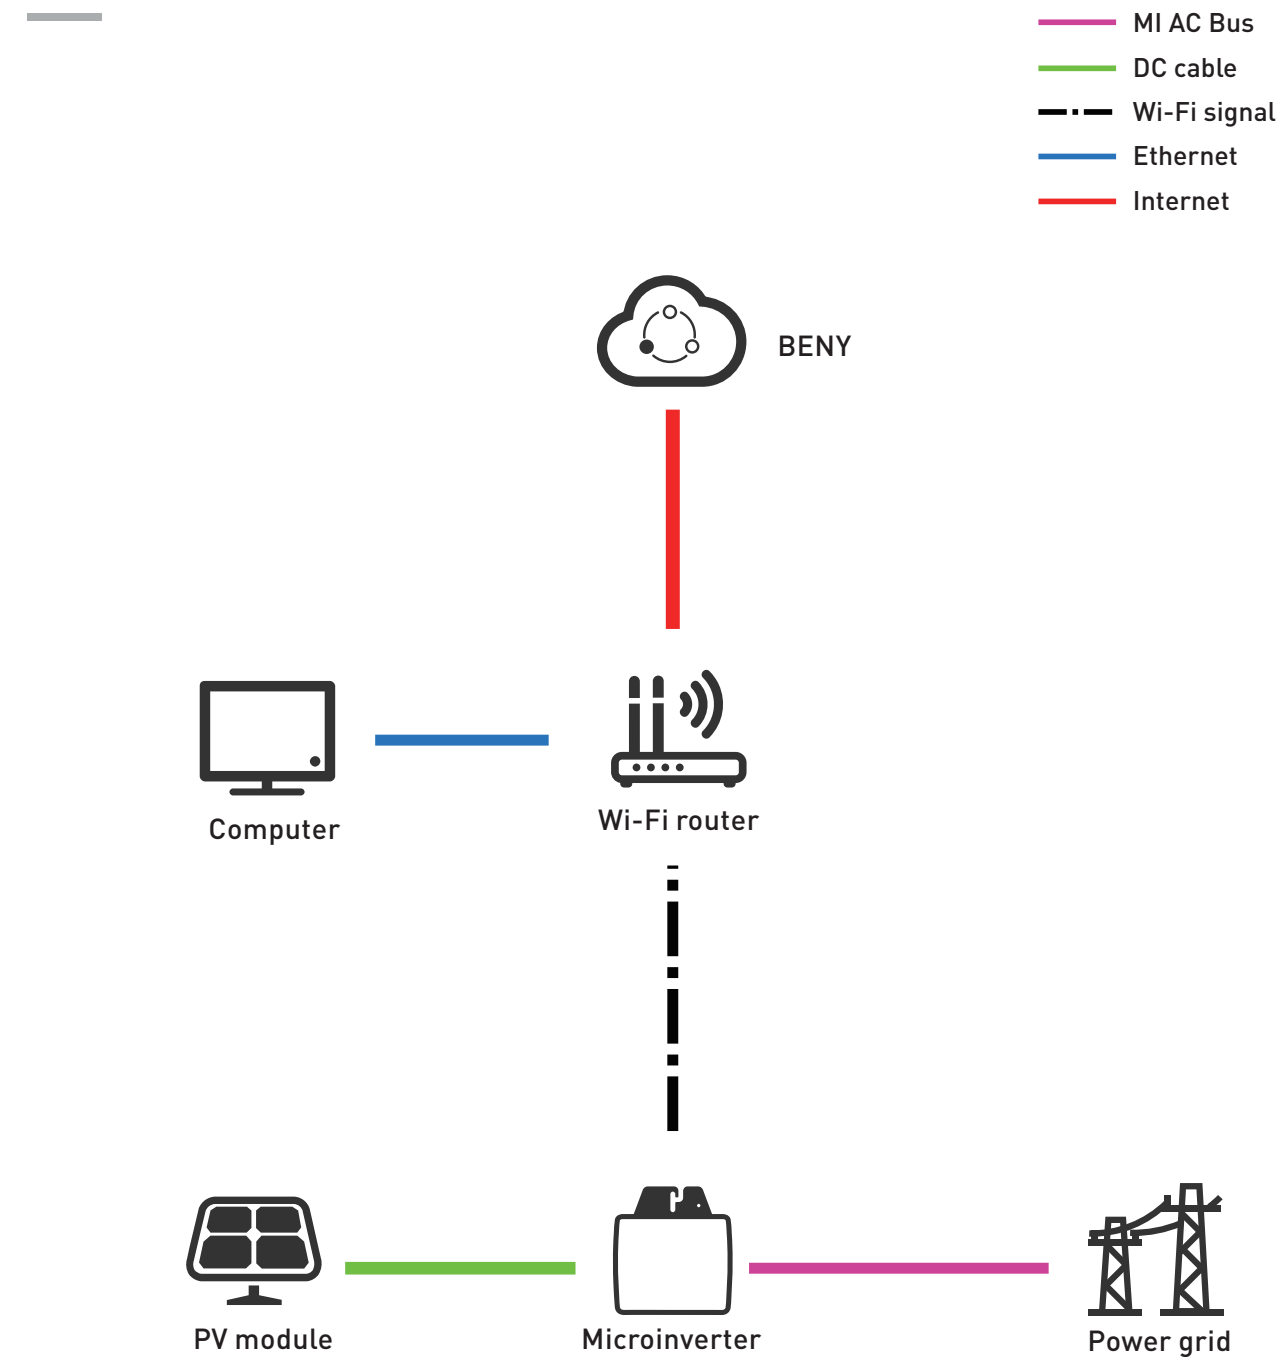 MI AC Bus
DC cable
Wi-Fi signal
Ethernet
Internet
BENY
Computer
Wi-Fi router
PV module
Microinverter
Power grid